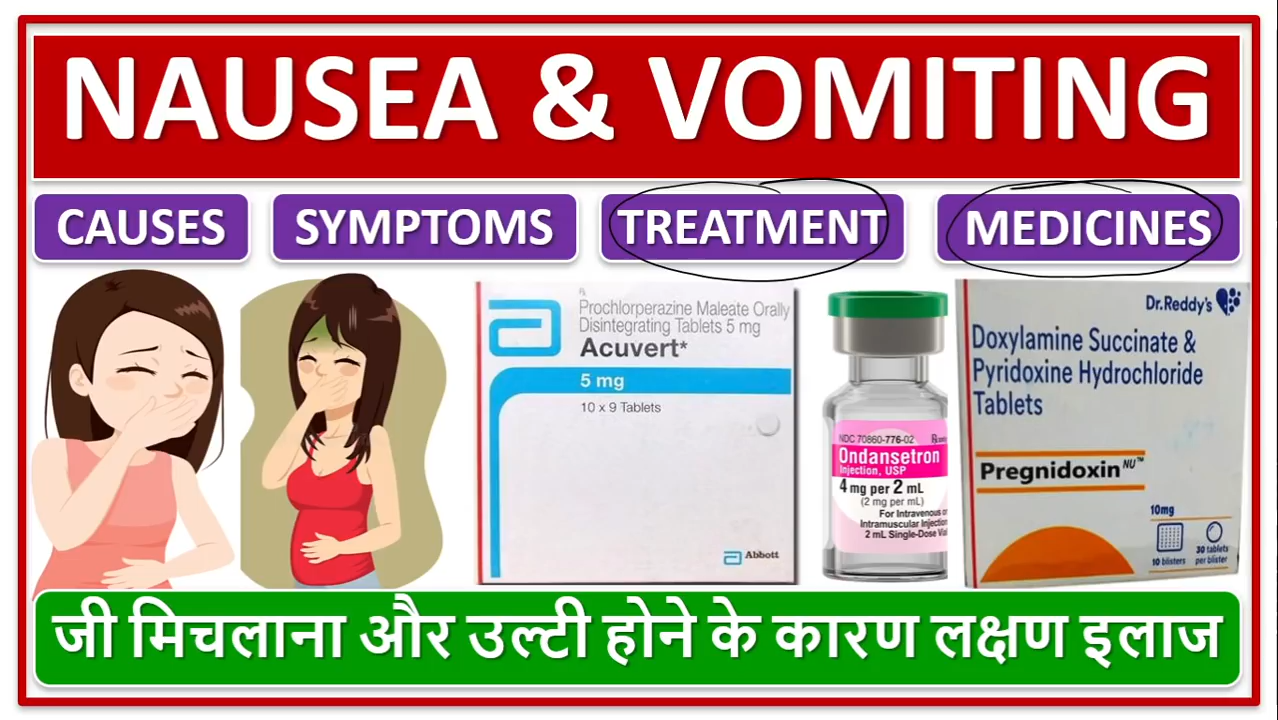 NAUSEA & VOMITING
CAUSES
SYMPTOMS
TREATMENT
MEDICINES
Prochlorperazine Maleate Orally
Disintegrating Tablets 5 mg
Acuvert*
5 mg
10 x 9 Tablets
Abbott
NDC 70860-776-02
Ondansetron
Injection, USP
4 mg per 2 mL
(2 mg per mL)
For Intravenous or
Intramuscular Injection
2 mL Single-Dose
Dr.Reddy's
Doxylamine Succinate &
Pyridoxine Hydrochloride
Tablets
Pregnidoxin NU™
10mg
10 blisters
30 tablets
per blister
जी मिचलाना और उल्टी होने के कारण लक्षण इलाज